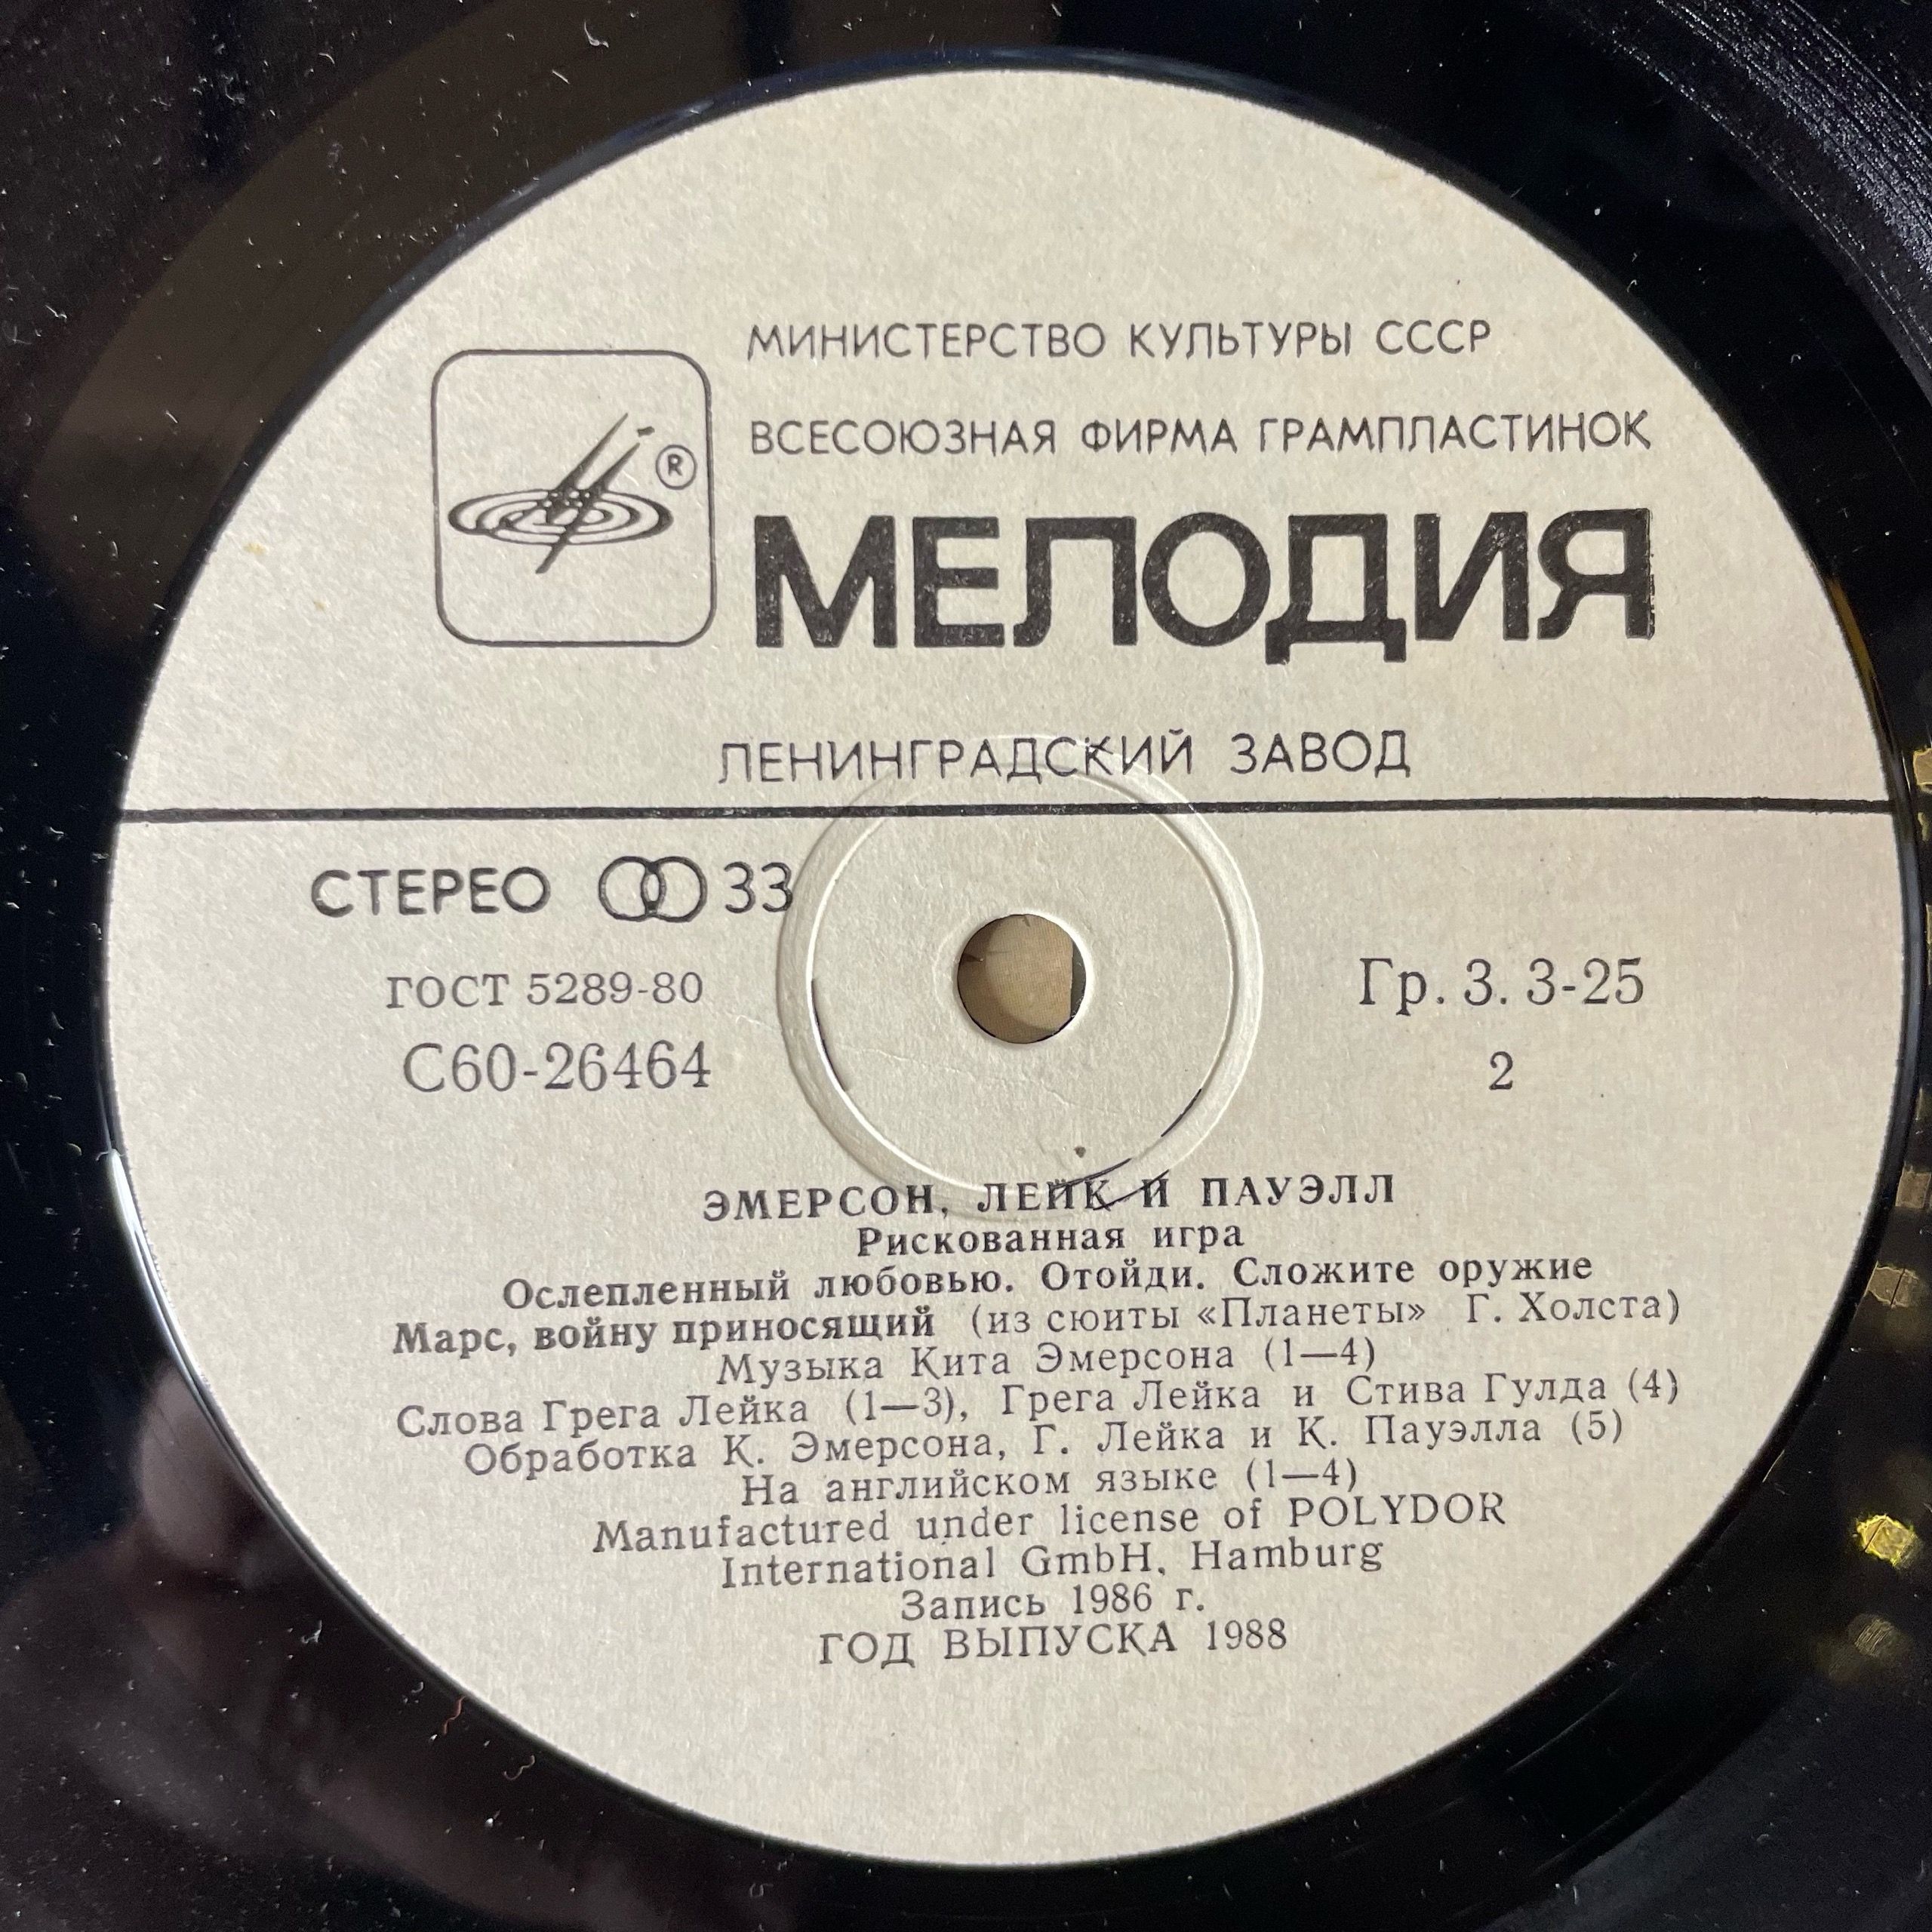 МИНИСТЕРСТВО КУЛЬТУРЫ СССР
ВСЕСОЮЗНАЯ ФИРМА ГРАМПЛАСТИНОК
®
МЕЛОДИЯ
ЛЕНИНГРАДСКИЙ ЗАВОД
СТЕРЕО 33
ГОСТ 5289-80
Гр. 3. 3-25
С60-26464
2
ЭМЕРСОН, ЛЕЙК И ПАУЭЛЛ
Рискованная игра
Ослепленный любовью. Отойди. Сложите оружие
Марс, войну приносящий (из сюиты «Планеты» Г. Холста)
Музыка Кита Эмерсона (1—4)
Слова Грега Лейка (1—3), Грега Лейка и Стива Гулда (4)
Обработка К. Эмерсона, Г. Лейка и К. Пауэлла (5)
На английском языке (1—4)
Manufactured under license of POLYDOR
International GmbH, Hamburg
Запись 1986 г.
ГОД ВЫПУСКА 1988